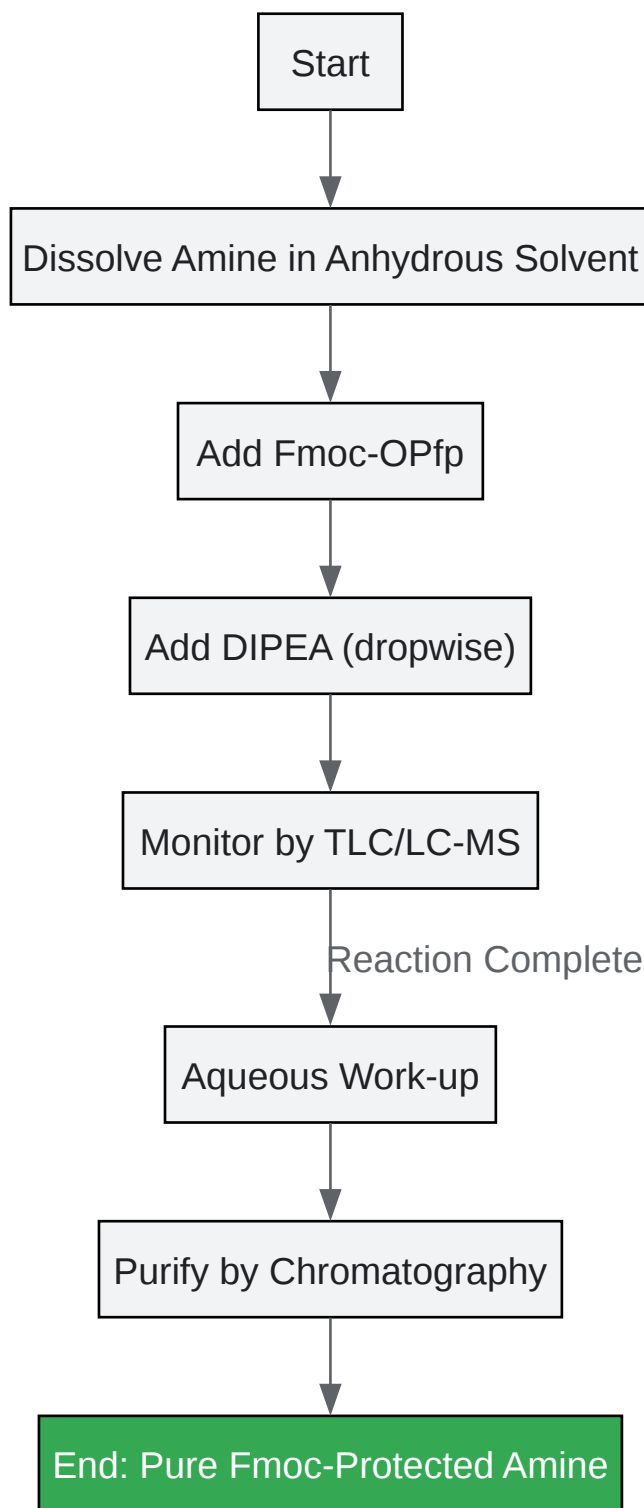 Start
Dissolve Amine in Anhydrous Solvent
Add Fmoc-OPfp
Add DIPEA (dropwise)
Monitor by TLC/LC-MS
Reaction Complete
Aqueous Work-up
Purify by Chromatography
End: Pure Fmoc-Protected Amine